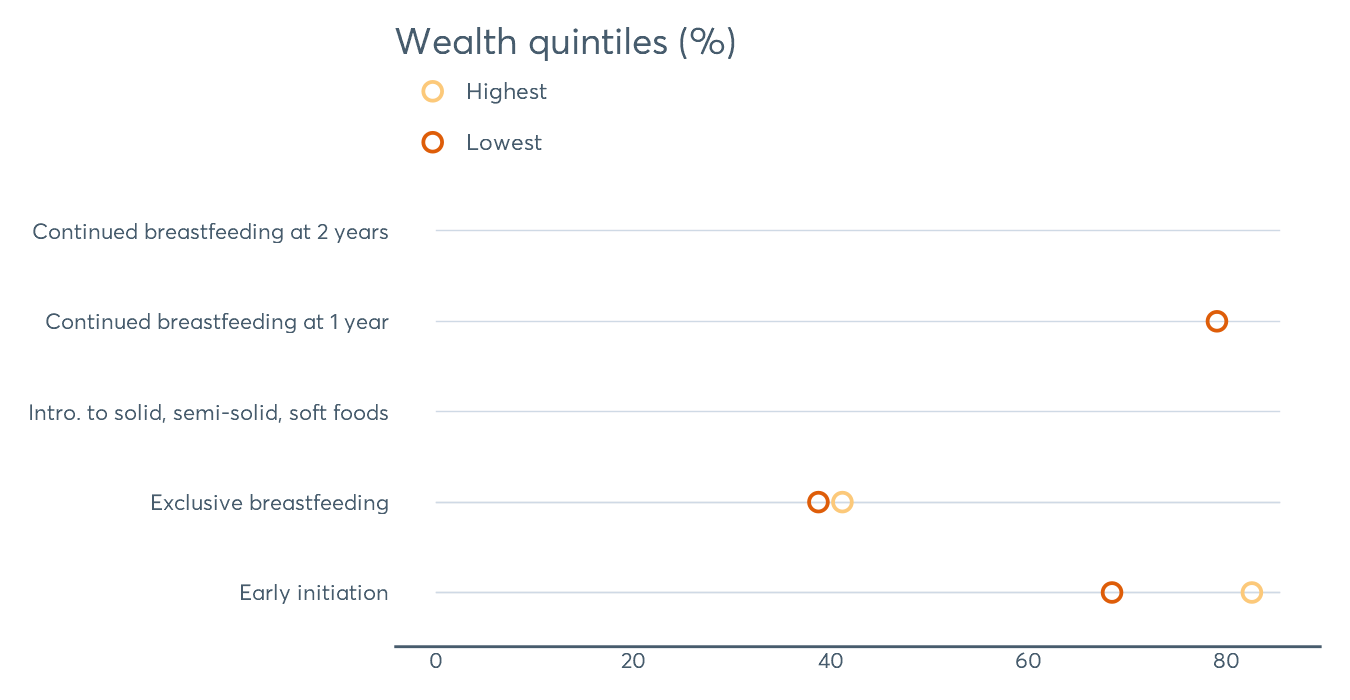 Wealth quintiles (%)
Highest
Lowest
Continued breastfeeding at 2 years
Continued breastfeeding at 1 year
Intro. to solid, semi-solid, soft foods
Exclusive breastfeeding
Early initiation
0 20 40 60 80